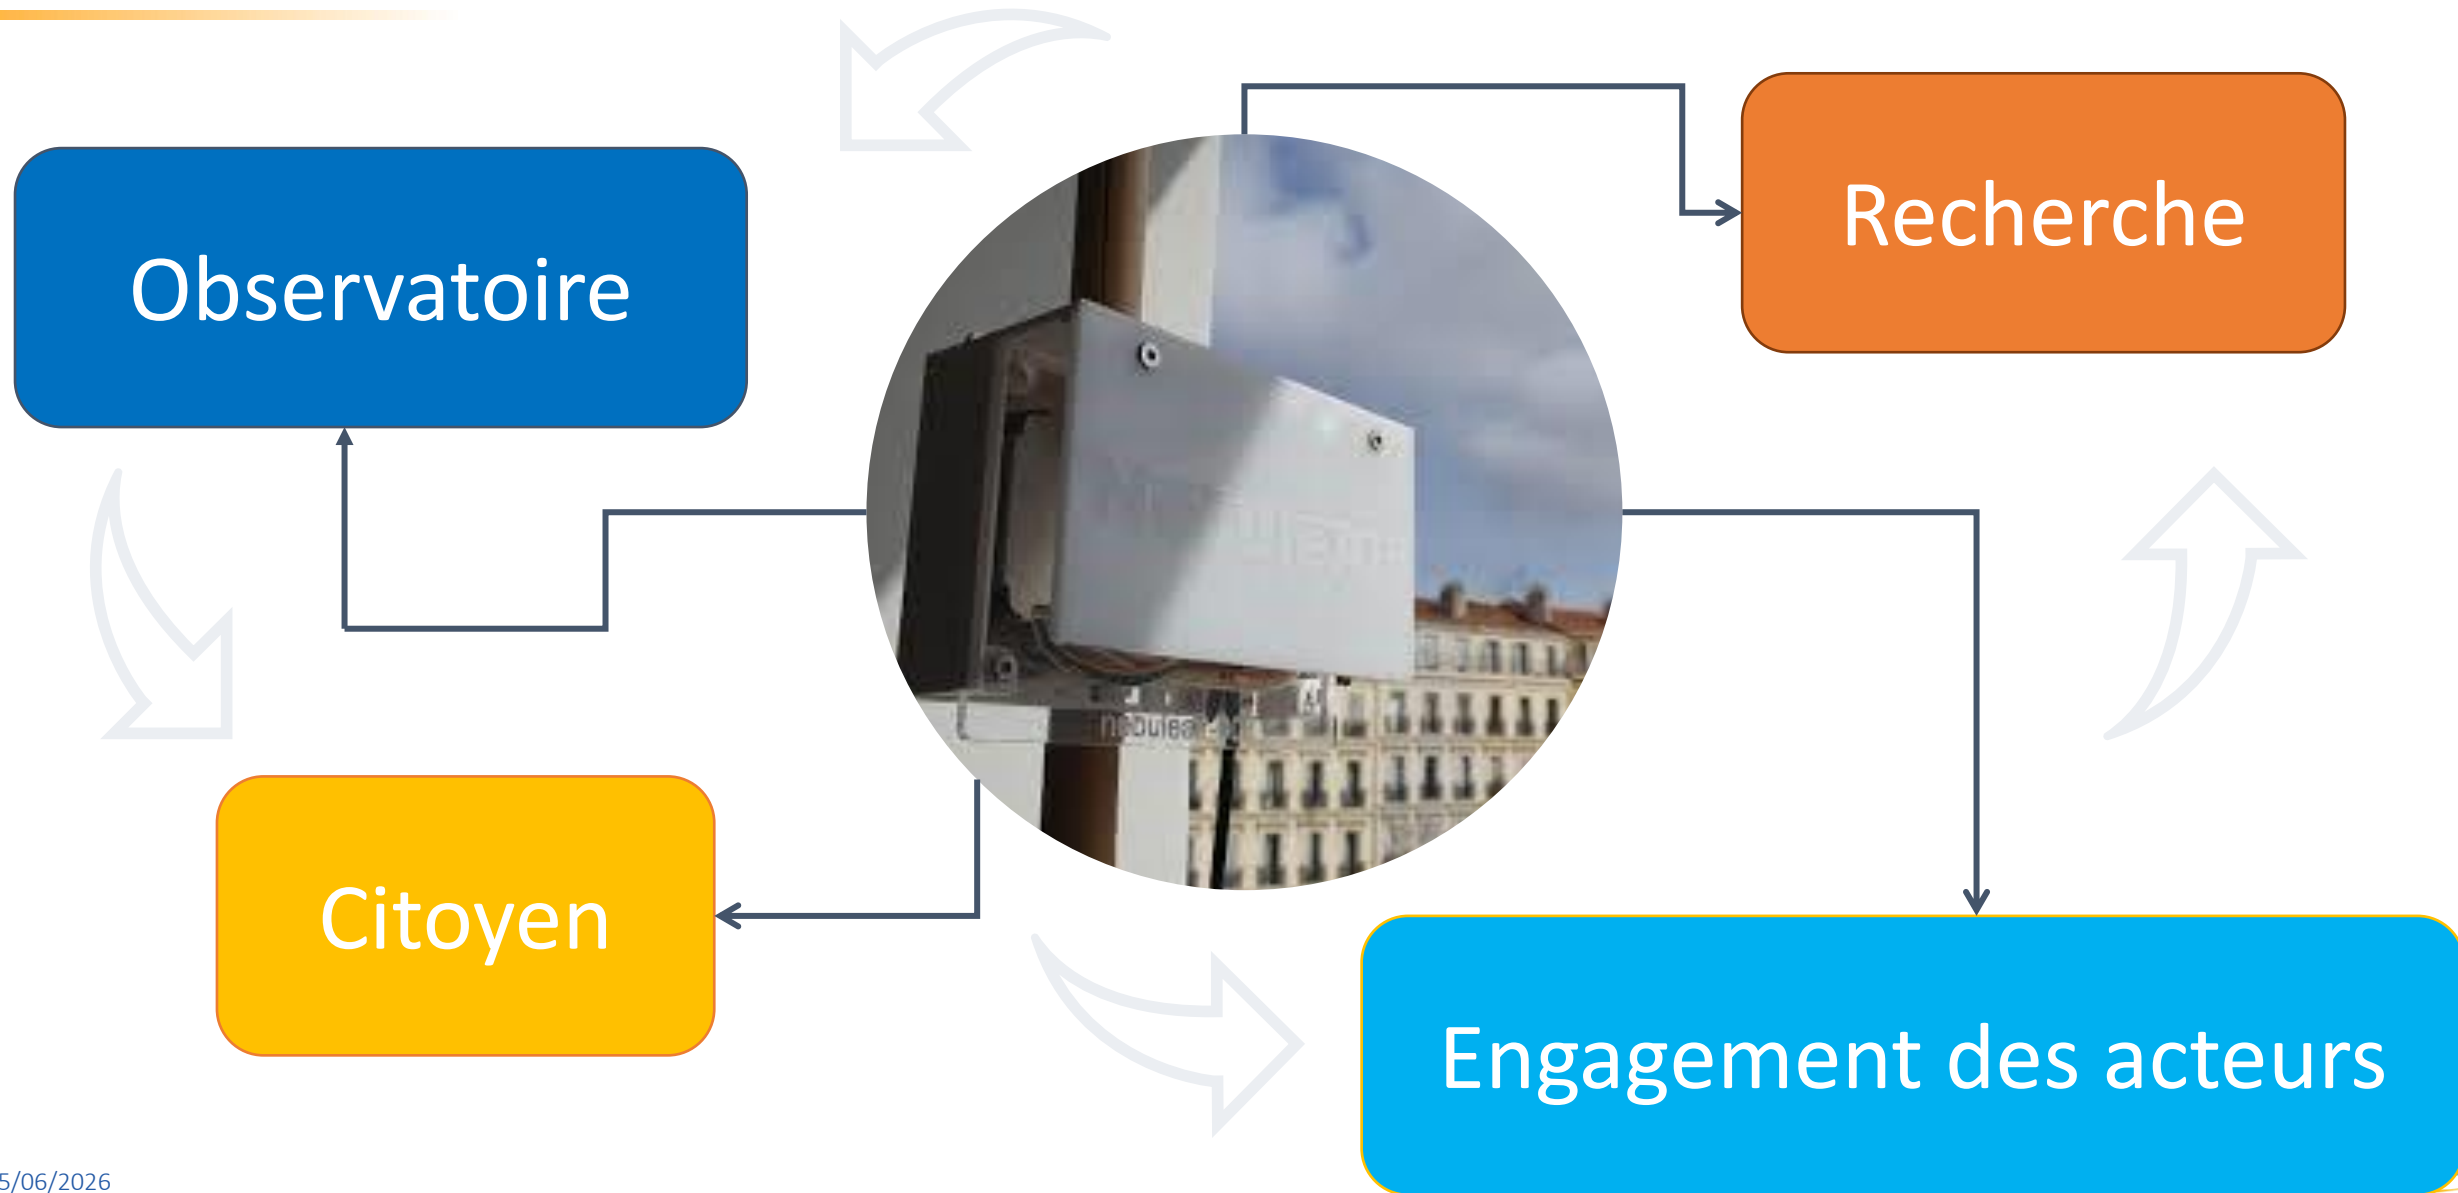 Recherche
Observatoire
Citoyen
Engagement des acteurs
5/06/2026